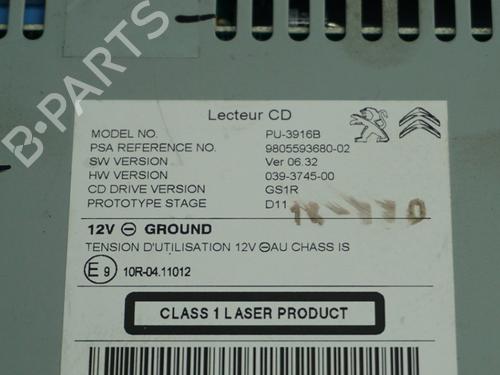 B-PARTS
Lecteur CD
MODEL NO. PU-3916B
PSA REFERENCE NO. 9805593680-02
SW VERSION Ver 06.32
HW VERSION 039-3745-00
CD DRIVE VERSION GS1R
PROTOTYPE STAGE D11
12V ⊖ GROUND
TENSION D'UTILISATION 12V ⊖AU CHASS IS
E9 10R-04.11012
CLASS 1 LASER PRODUCT